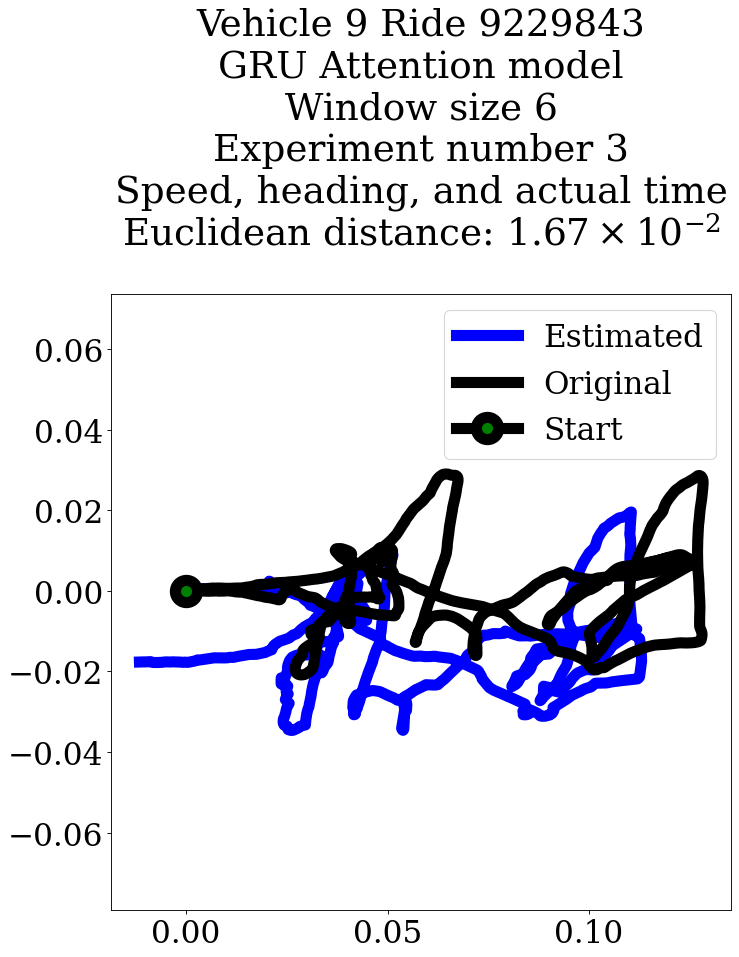 Vehicle 9 Ride 9229843
GRU Attention model
Window size 6
Experiment number 3
Speed, heading, and actual time
Euclidean distance: 1.67 × 10⁻²
Estimated
Original
Start
0.06
0.04
0.02
0.00
−0.02
−0.04
−0.06
0.00 0.05 0.10